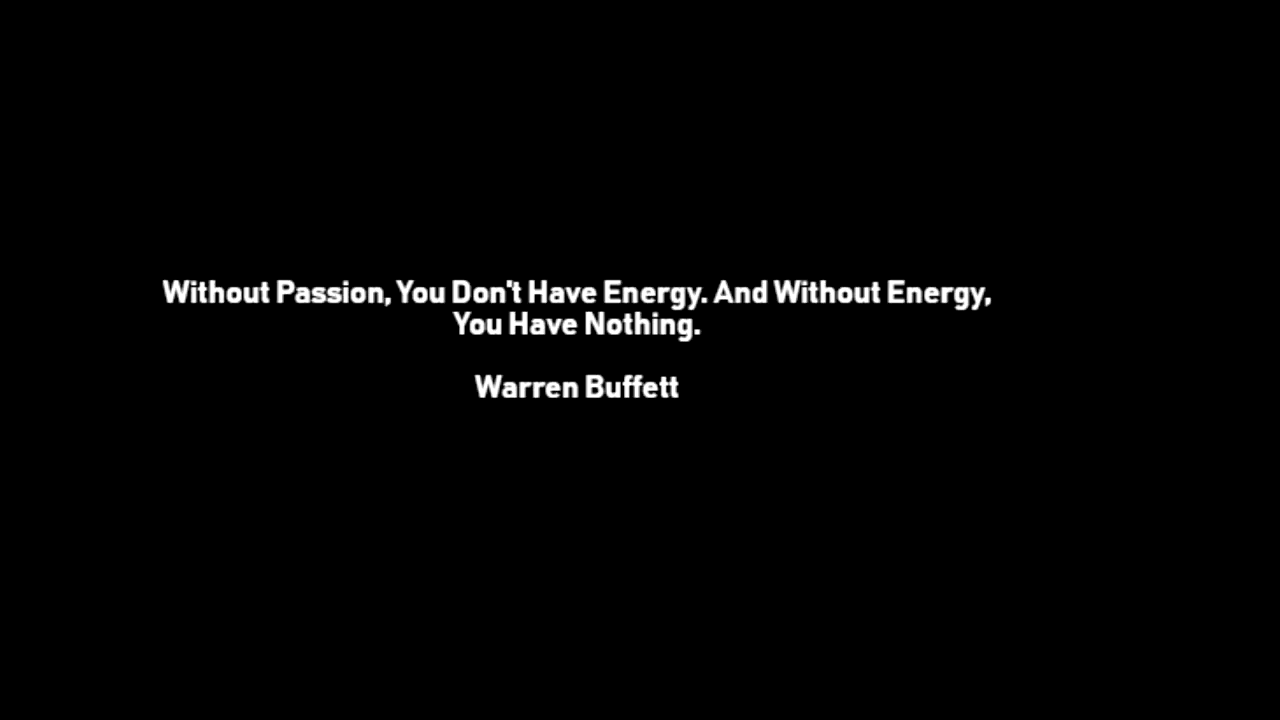 Without Passion, You Don't Have Energy. And Without Energy,
You Have Nothing.
Warren Buffett